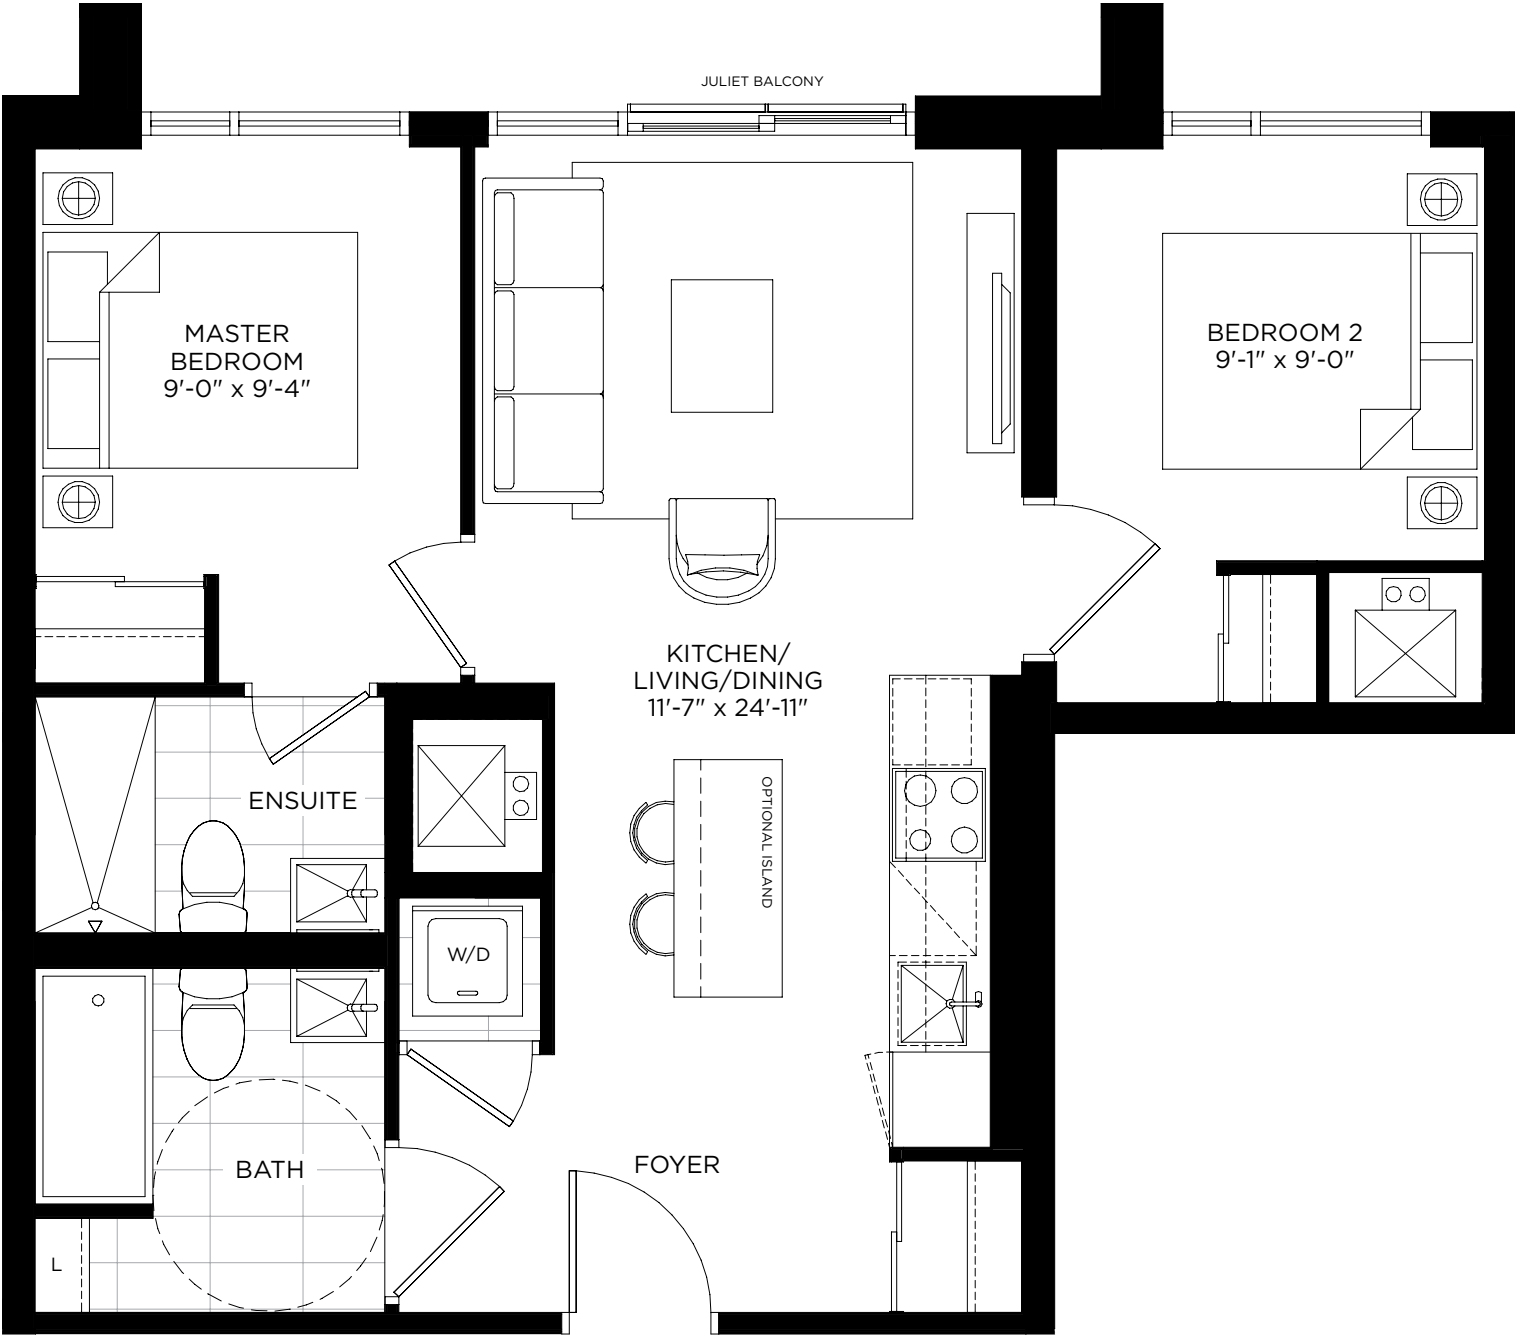 JULIET BALCONY
MASTER
BEDROOM
9'-0" x 9'-4"
BEDROOM 2
9'-1" x 9'-0"
KITCHEN/
LIVING/DINING
11'-7" x 24'-11"
OPTIONAL ISLAND
ENSUITE
W/D
FOYER
BATH
L